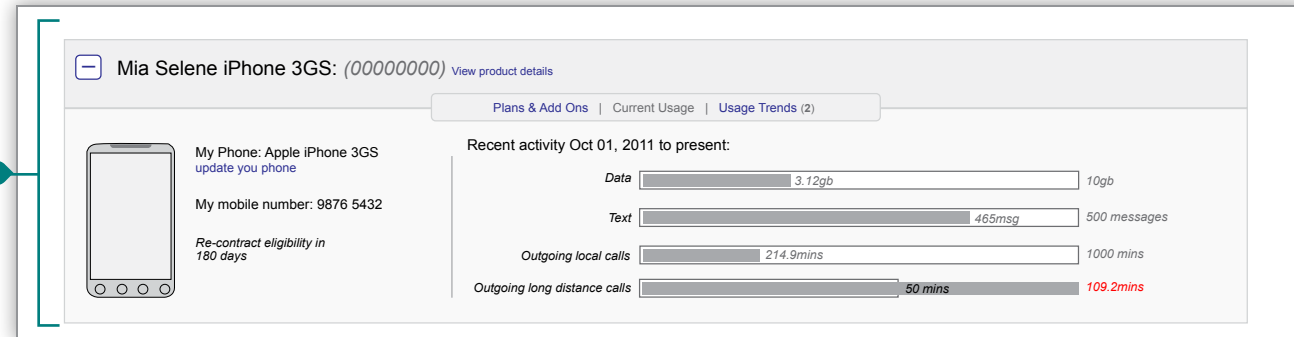 Mia Selene iPhone 3GS: (00000000) View product details
Plans & Add Ons | Current Usage | Usage Trends (2)
My Phone: Apple iPhone 3GS
update you phone
My mobile number: 9876 5432
Re-contract eligibility in
180 days
Recent activity Oct 01, 2011 to present:
Data 3.12gb 10gb
Text 465msg 500 messages
Outgoing local calls 214.9mins 1000 mins
Outgoing long distance calls 50 mins 109.2mins